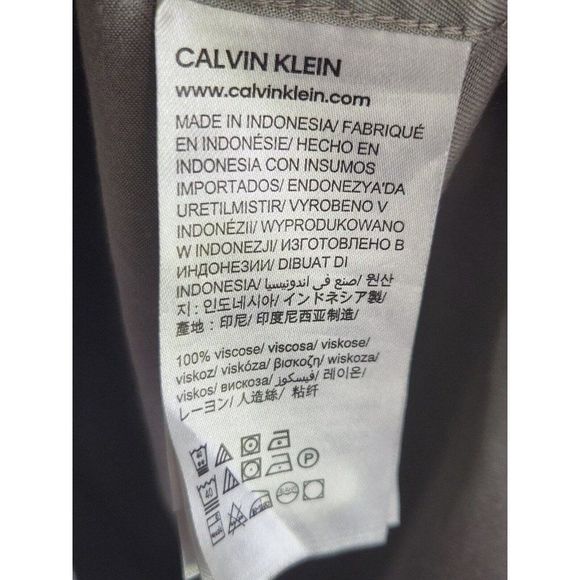 CALVIN KLEIN
www.calvinklein.com
MADE IN INDONESIA/ FABRIQUÉ
EN INDONÉSIE/ HECHO EN
INDONESIA CON INSUMOS
IMPORTADOS/ ENDONEZYA'DA
URETILMISTIR/ VYROBENO V
INDONÉZII/ WYPRODUKOWANO
W INDONEZJI/ ИЗГОТОВЛЕНО В
ИНДОНЕЗИИ/ DIBUAT DI
INDONESIA/ صنع في اندونيسيا/ 원산
지: 인도네시아/ インドネシア製/
產地: 印尼/ 印度尼西亚制造/
100% viscose/ viscosa/ viskose/
viskoz/ viskóza/ βισκοζη/ wiskoza/
viskos/ вискоза/ فيسكوز/ 레이온/
レーヨン/ 人造絲/ 粘纤
40
P
40